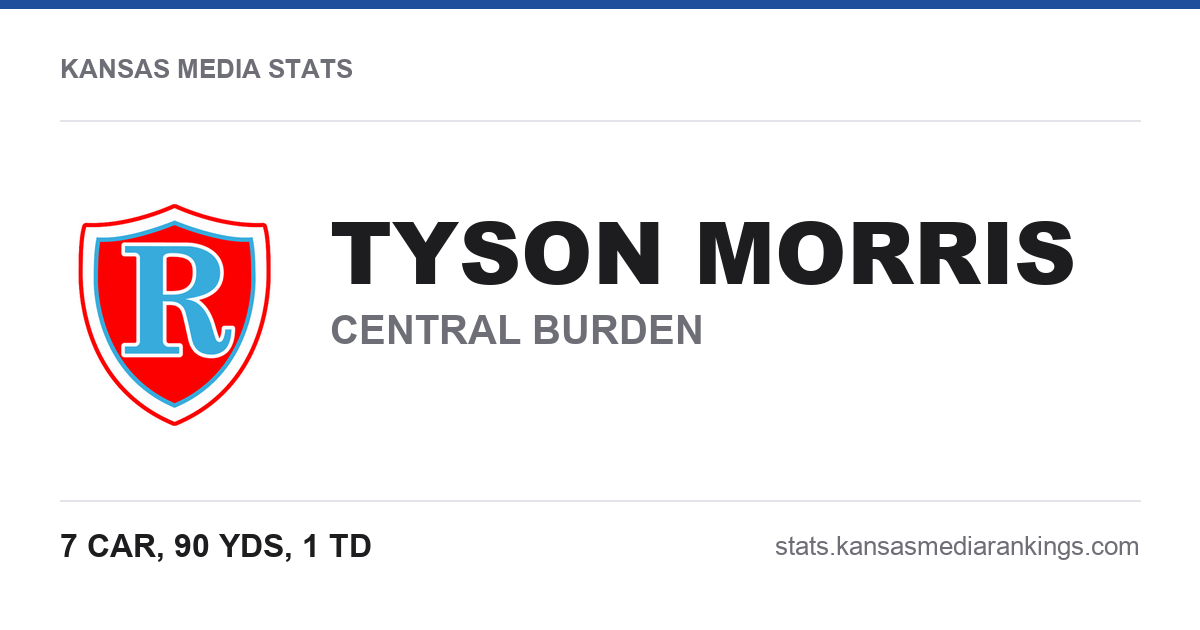 KANSAS MEDIA STATS
R
TYSON MORRIS
CENTRAL BURDEN
7 CAR, 90 YDS, 1 TD
stats.kansasmediarankings.com